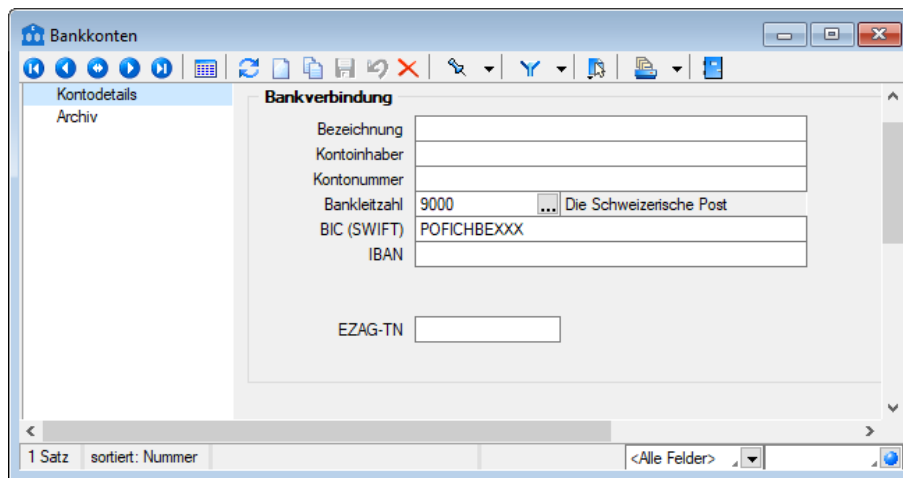 Bankkonten
Kontodetails
Archiv
Bankverbindung
Bezeichnung
Kontoinhaber
Kontonummer
Bankleitzahl 9000 ... Die Schweizerische Post
BIC (SWIFT) POFICHBEXXX
IBAN
EZAG-TN
1 Satz sortiert: Nummer <Alle Felder>